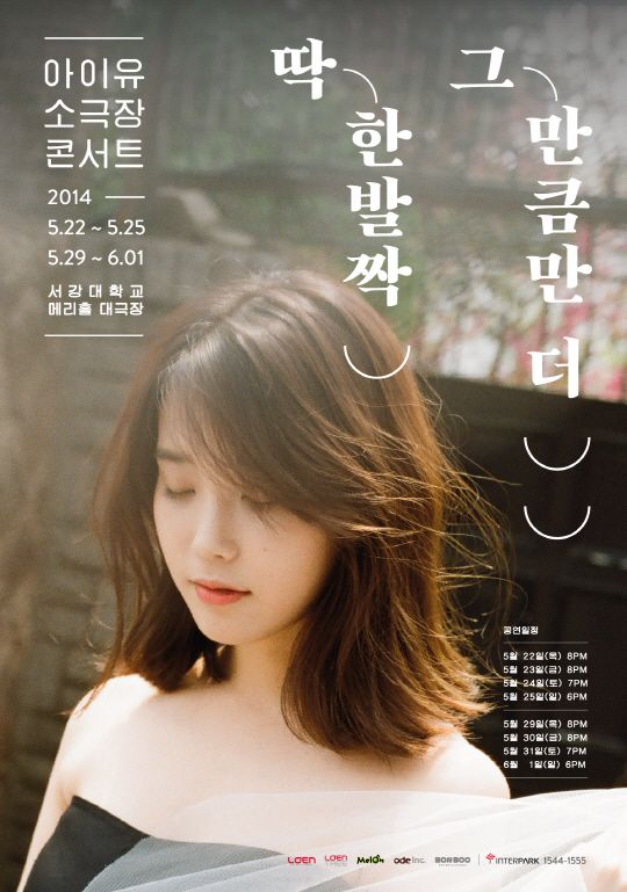 아이유
소극장
콘서트
2014
5.22 ~ 5.25
5.29 ~ 6.01
서강대학교
메리홀 대극장
딱
한발짝
그
만큼만 더
공연일정
5월 22일(목) 8PM
5월 23일(금) 8PM
5월 24일(토) 7PM
5월 25일(일) 6PM
5월 29일(목) 8PM
5월 30일(금) 8PM
5월 31일(토) 7PM
6월 1일(일) 6PM
LOEN
LOEN
MelOn
ode inc.
BONBOO
INTERPARK 1544-1555